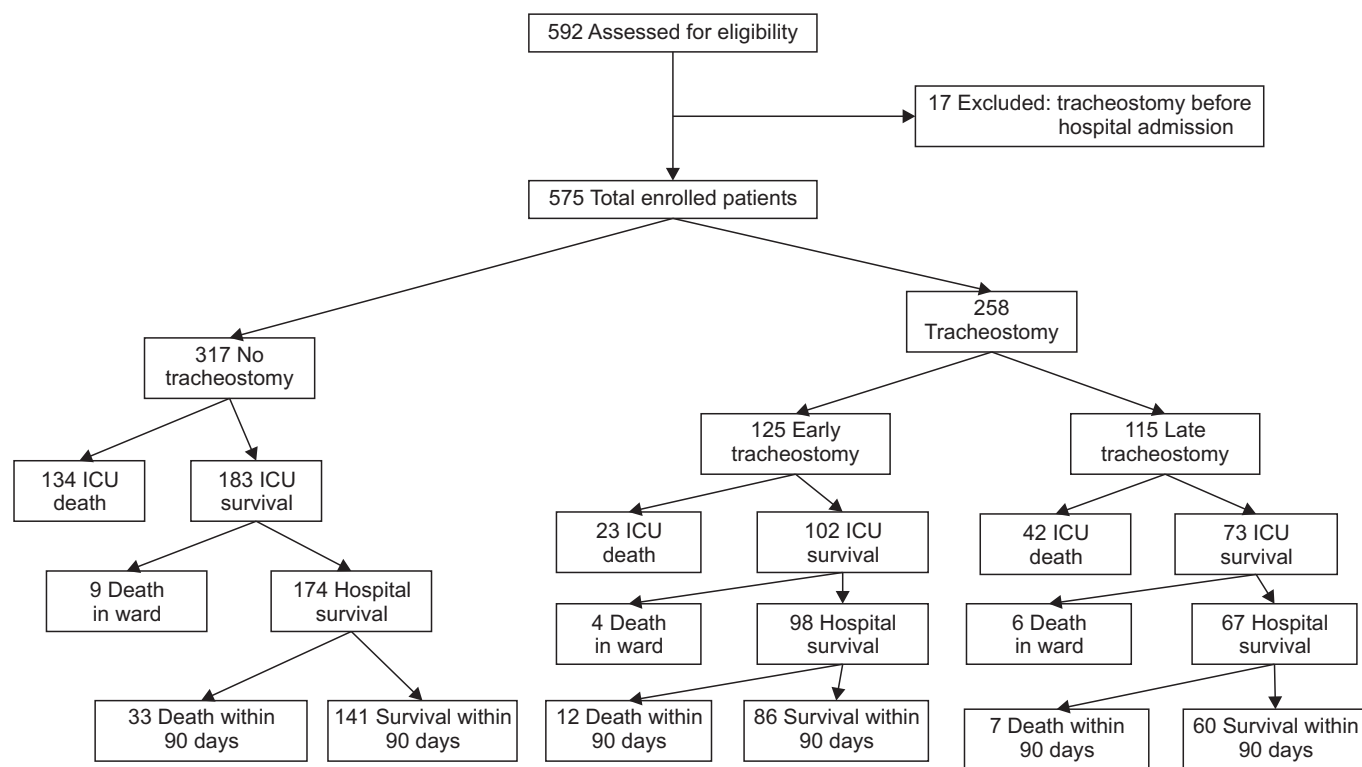 592 Assessed for eligibility
17 Excluded: tracheostomy before
hospital admission
575 Total enrolled patients
317 No
tracheostomy
258
Tracheostomy
134 ICU
death
183 ICU
survival
125 Early
tracheostomy
115 Late
tracheostomy
9 Death
in ward
174 Hospital
survival
23 ICU
death
102 ICU
survival
42 ICU
death
73 ICU
survival
4 Death
in ward
98 Hospital
survival
6 Death
in ward
67 Hospital
survival
33 Death within
90 days
141 Survival within
90 days
12 Death within
90 days
86 Survival within
90 days
7 Death within
90 days
60 Survival within
90 days